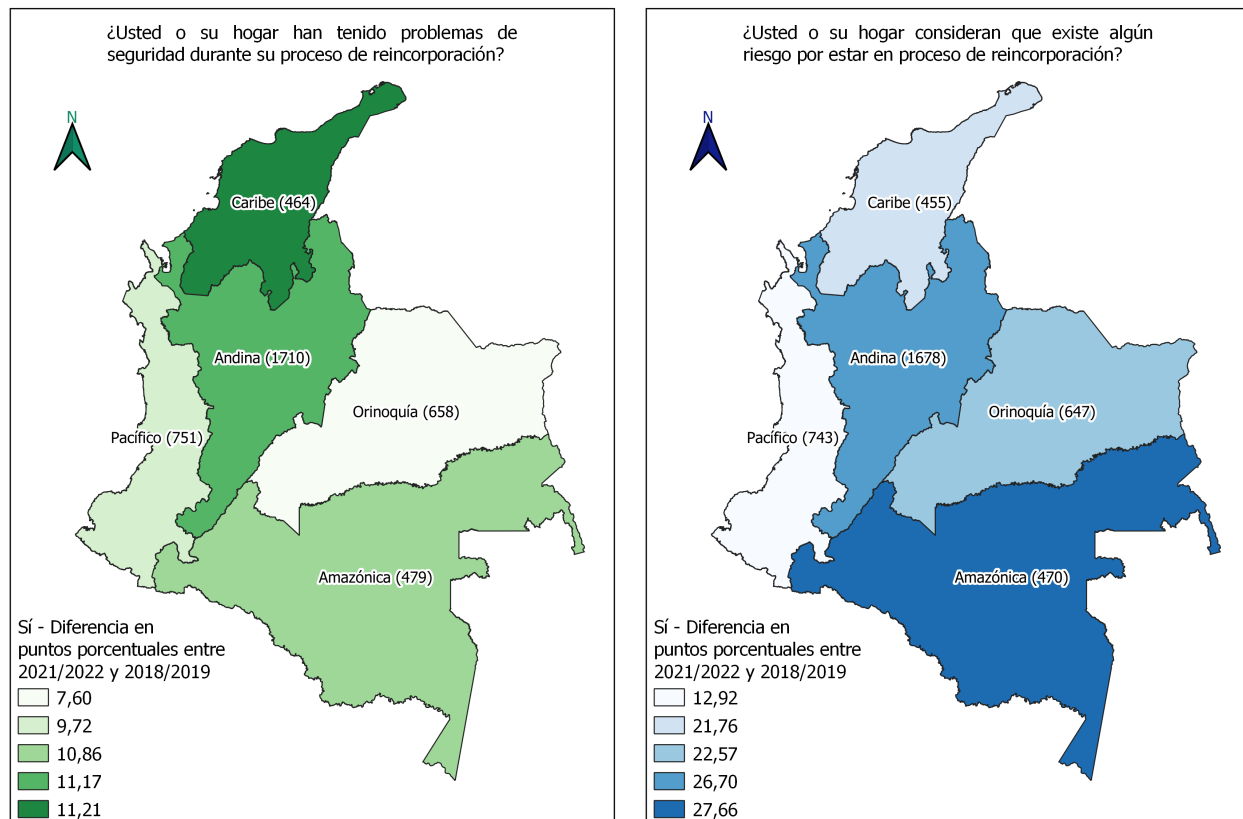 ¿Usted o su hogar han tenido problemas de
seguridad durante su proceso de reincorporación?
N
Caribe (464)
Andina (1710)
Orinoquía (658)
Pacífico (751)
Amazónica (479)
Sí - Diferencia en
puntos porcentuales entre
2021/2022 y 2018/2019
7,60
9,72
10,86
11,17
11,21
¿Usted o su hogar consideran que existe algún
riesgo por estar en proceso de reincorporación?
N
Caribe (455)
Andina (1678)
Orinoquía (647)
Pacífico (743)
Amazónica (470)
Sí - Diferencia en
puntos porcentuales entre
2021/2022 y 2018/2019
12,92
21,76
22,57
26,70
27,66